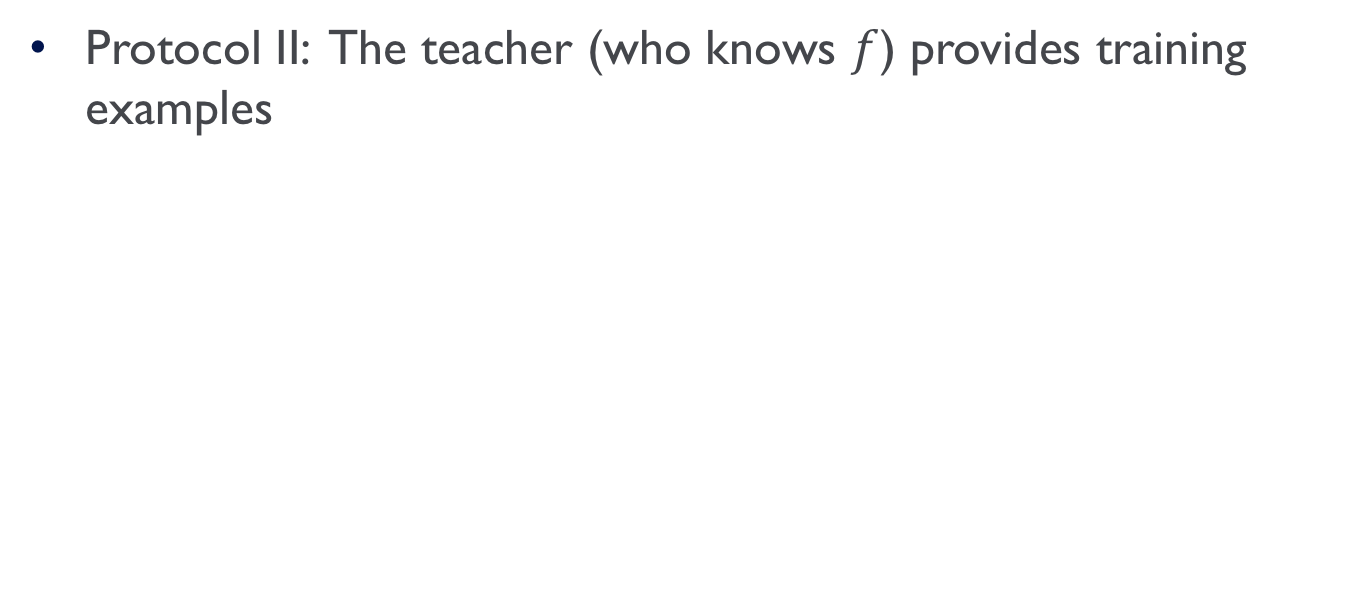 • Protocol II: The teacher (who knows f) provides training
examples